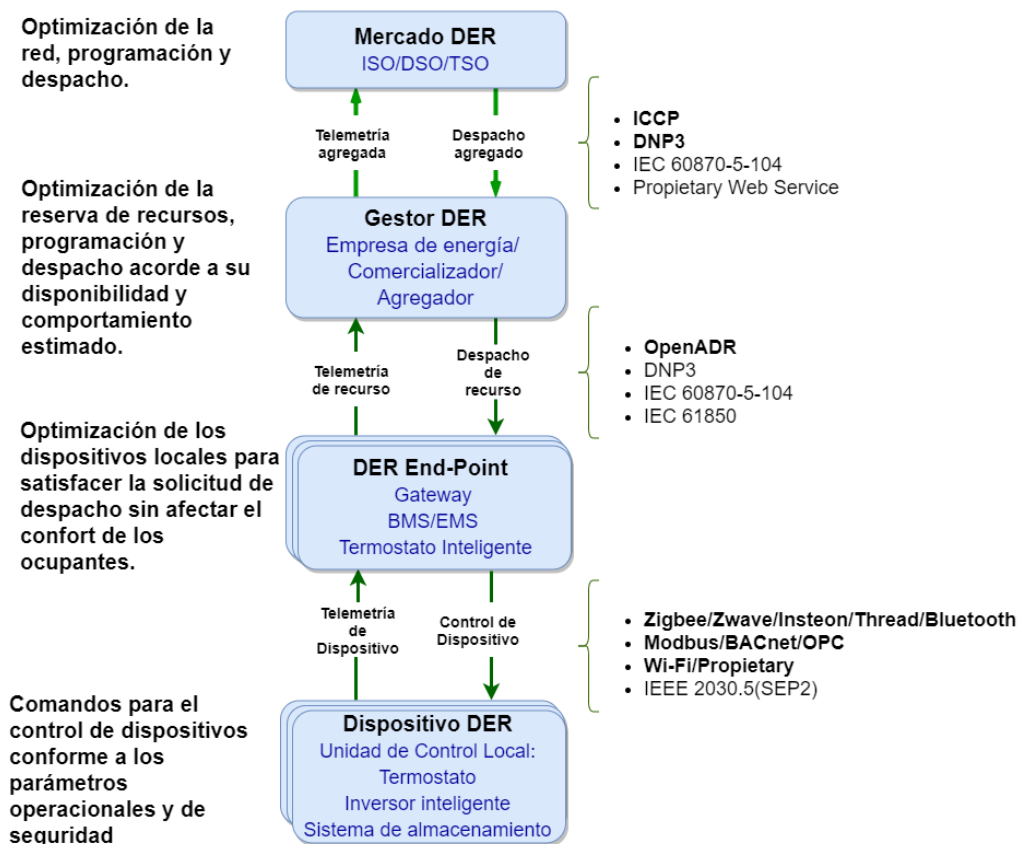 Optimización de la
red, programación y
despacho.
Mercado DER
ISO/DSO/TSO
Telemetría
agregada
Despacho
agregado
• ICCP
• DNP3
• IEC 60870-5-104
• Propietary Web Service
Optimización de la
reserva de recursos,
programación y
despacho acorde a su
disponibilidad y
comportamiento
estimado.
Gestor DER
Empresa de energía/
Comercializador/
Agregador
Telemetría
de recurso
Despacho
de
recurso
• OpenADR
• DNP3
• IEC 60870-5-104
• IEC 61850
Optimización de los
dispositivos locales para
satisfacer la solicitud de
despacho sin afectar el
confort de los
ocupantes.
DER End-Point
Gateway
BMS/EMS
Termostato Inteligente
Telemetría
de
Dispositivo
Control de
Dispositivo
• Zigbee/Zwave/Insteon/Thread/Bluetooth
• Modbus/BACnet/OPC
• Wi-Fi/Propietary
• IEEE 2030.5(SEP2)
Comandos para el
control de dispositivos
conforme a los
parámetros
operacionales y de
seguridad
Dispositivo DER
Unidad de Control Local:
Termostato
Inversor inteligente
Sistema de almacenamiento